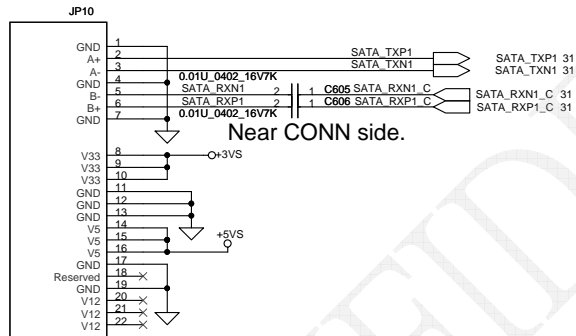 JP10
GND 1
A+ 2 SATA_TXP1 SATA_TXP1 31
A- 3 SATA_TXN1 SATA_TXN1 31
GND 4 0.01U_0402_16V7K
B- 5 SATA_RXN1 2 1 C605 SATA_RXN1_C SATA_RXN1_C 31
B+ 6 SATA_RXP1 2 1 C606 SATA_RXP1_C SATA_RXP1_C 31
GND 7 0.01U_0402_16V7K
Near CONN side.
V33 8 +3VS
V33 9
V33 10
GND 11
GND 12
GND 13
V5 14
V5 15 +5VS
V5 16
GND 17
Reserved 18
GND 19
V12 20
V12 21
V12 22